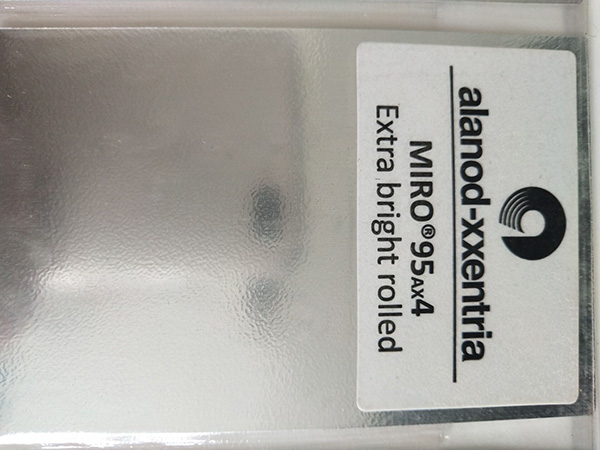 alanod-xxentria
MIRO®95AX4
Extra bright rolled